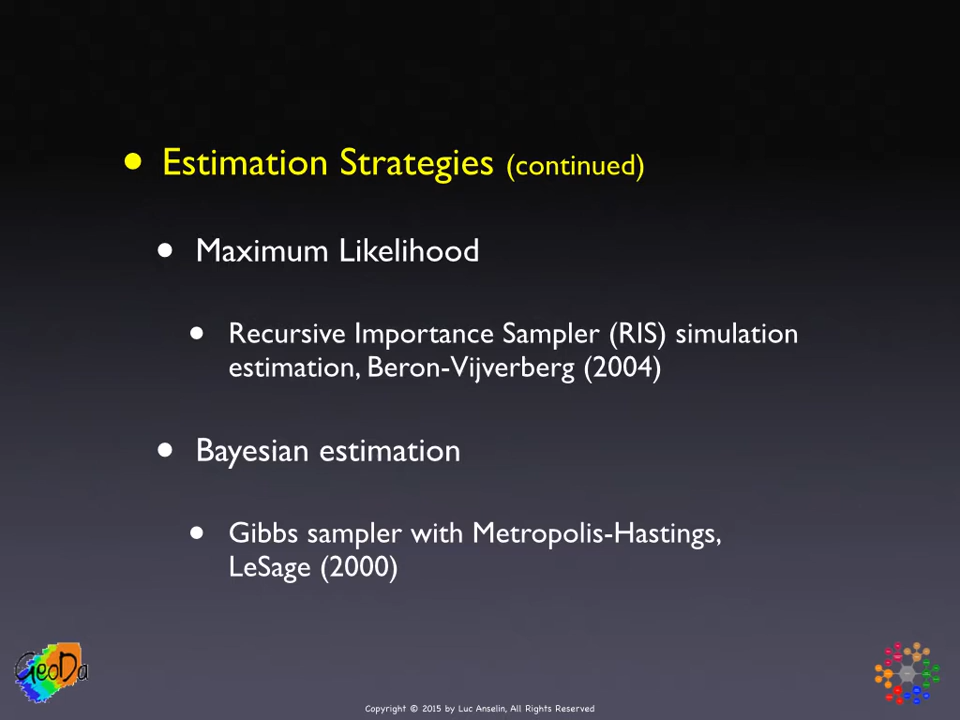 • Estimation Strategies (continued)
• Maximum Likelihood
• Recursive Importance Sampler (RIS) simulation
estimation, Beron-Vijverberg (2004)
• Bayesian estimation
• Gibbs sampler with Metropolis-Hastings,
LeSage (2000)
GeoDa
Copyright © 2015 by Luc Anselin, All Rights Reserved